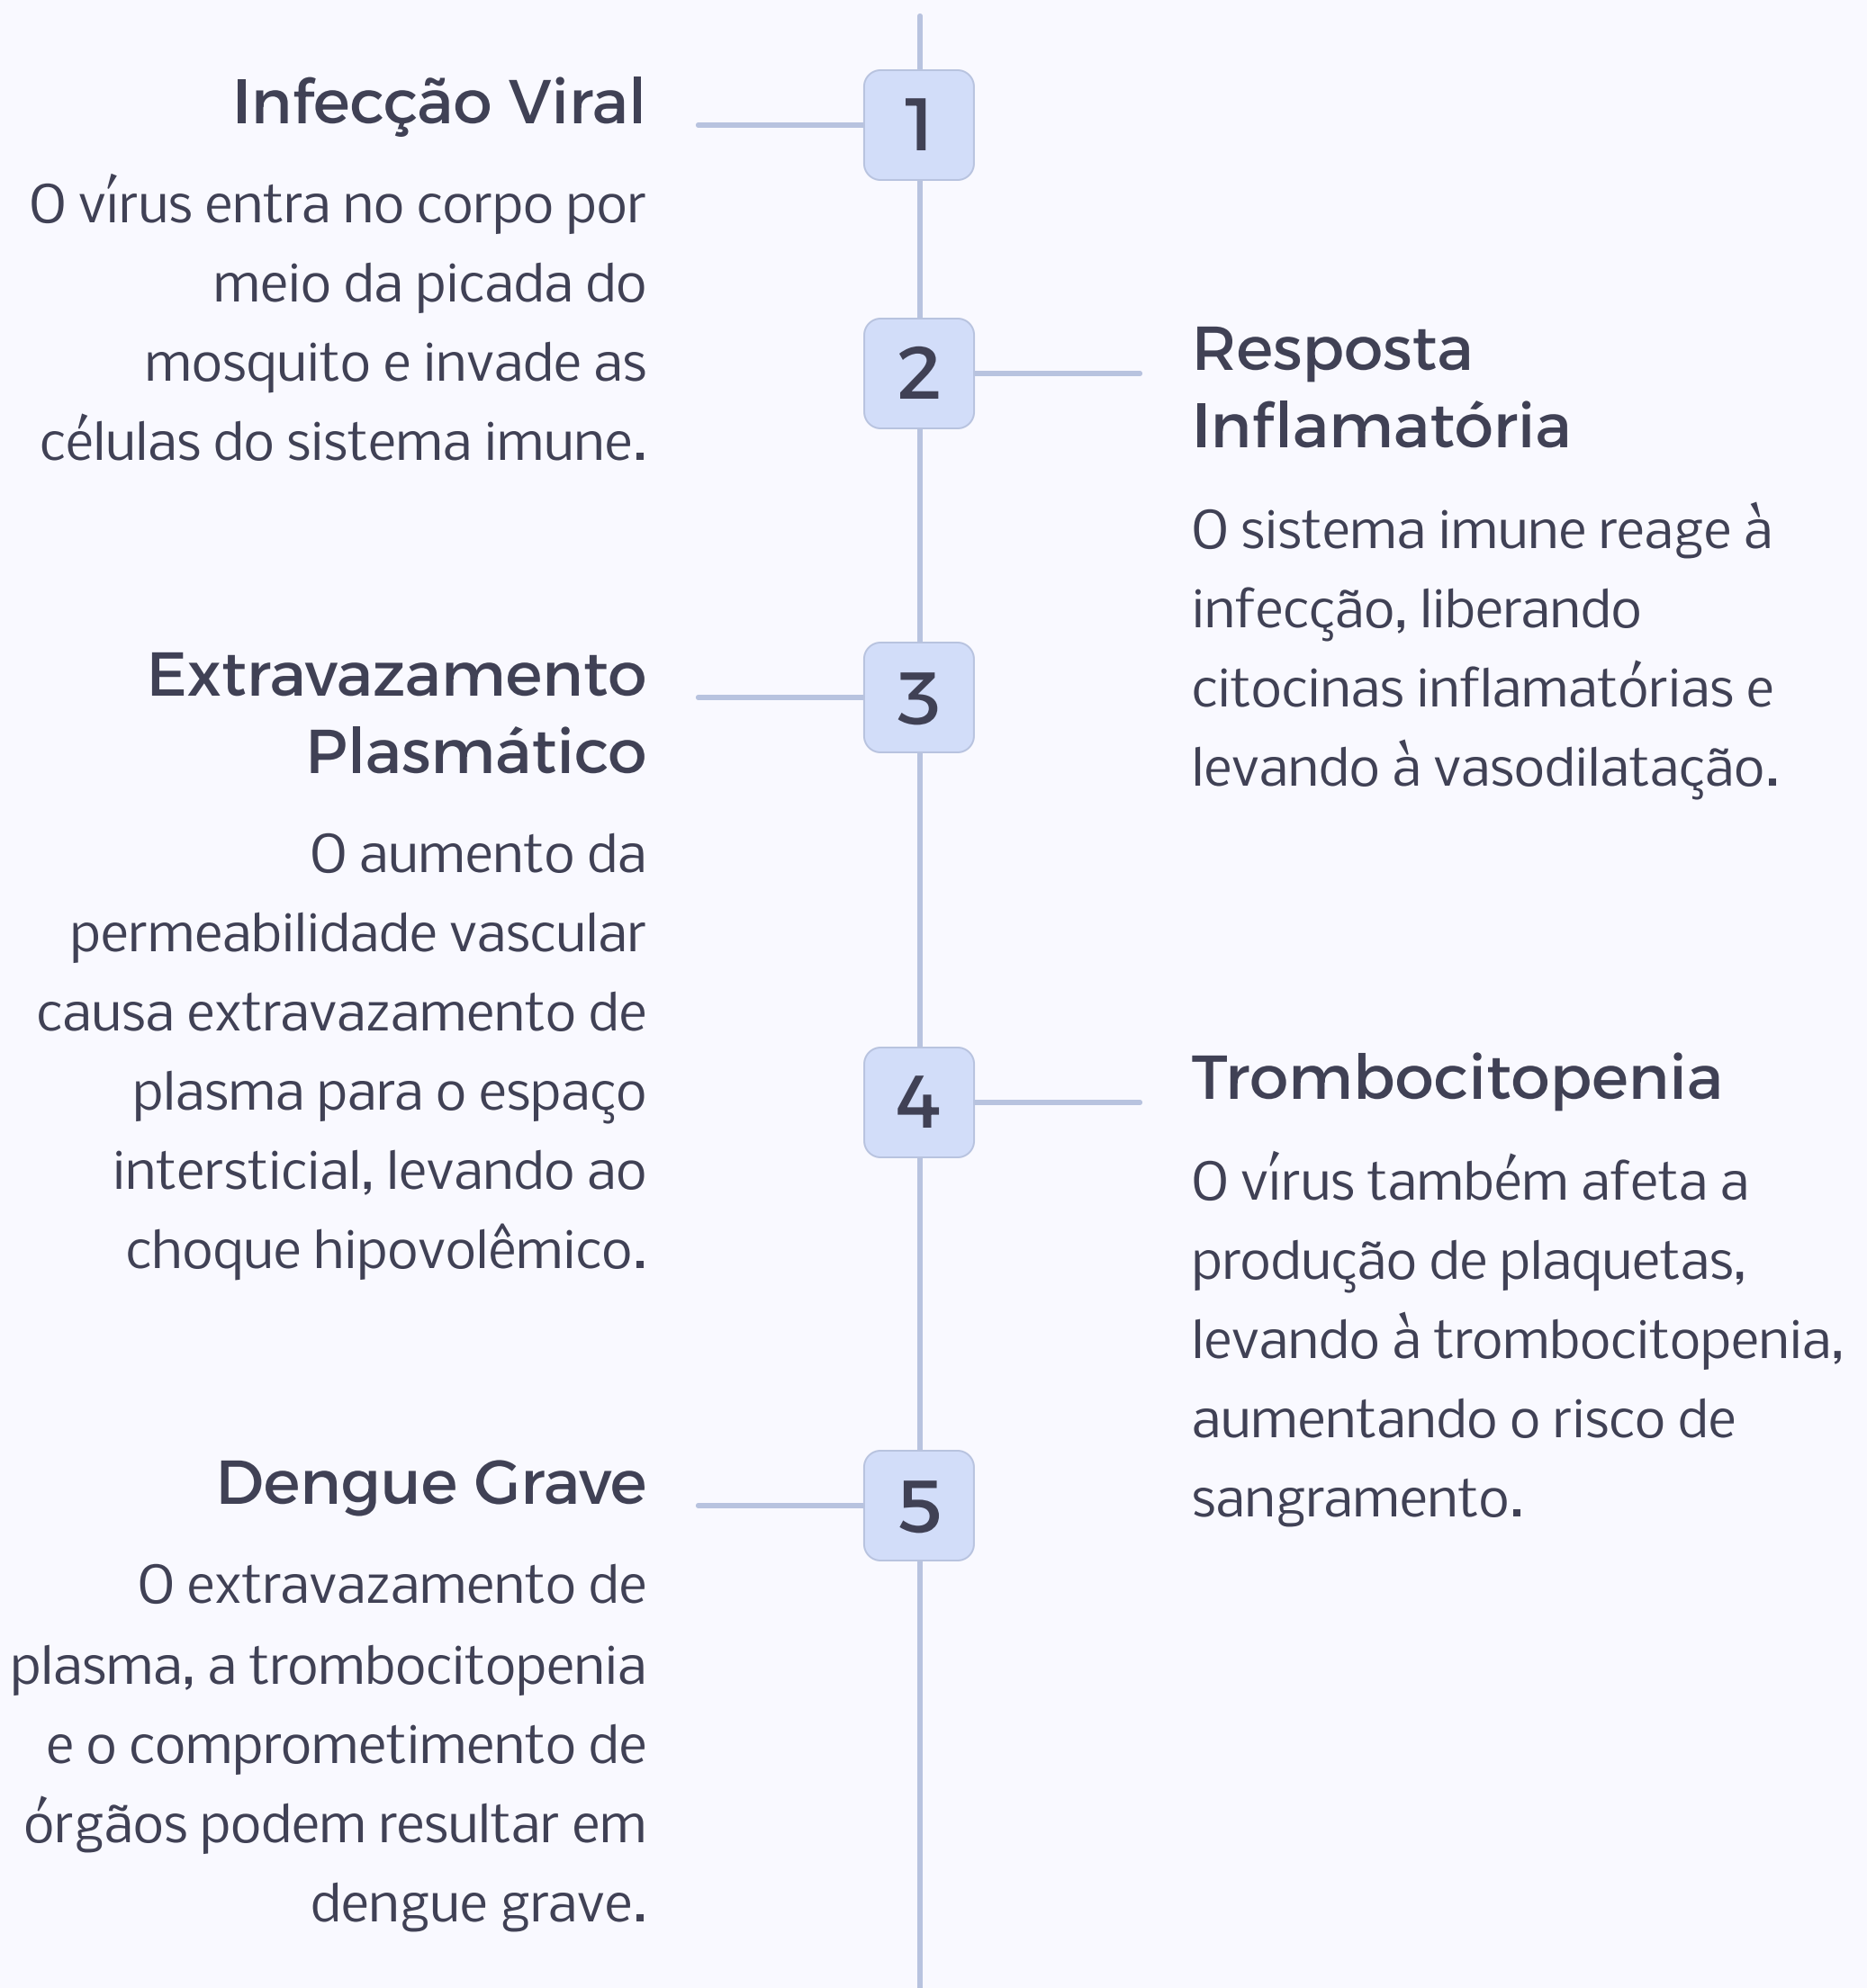 1
Infecção Viral
O vírus entra no corpo por
meio da picada do
mosquito e invade as
células do sistema imune.
2
Resposta
Inflamatória
O sistema imune reage à
infecção, liberando
citocinas inflamatórias e
levando à vasodilatação.
3
Extravazamento
Plasmático
O aumento da
permeabilidade vascular
causa extravazamento de
plasma para o espaço
intersticial, levando ao
choque hipovolêmico.
4
Trombocitopenia
O vírus também afeta a
produção de plaquetas,
levando à trombocitopenia,
aumentando o risco de
sangramento.
5
Dengue Grave
O extravazamento de
plasma, a trombocitopenia
e o comprometimento de
órgãos podem resultar em
dengue grave.